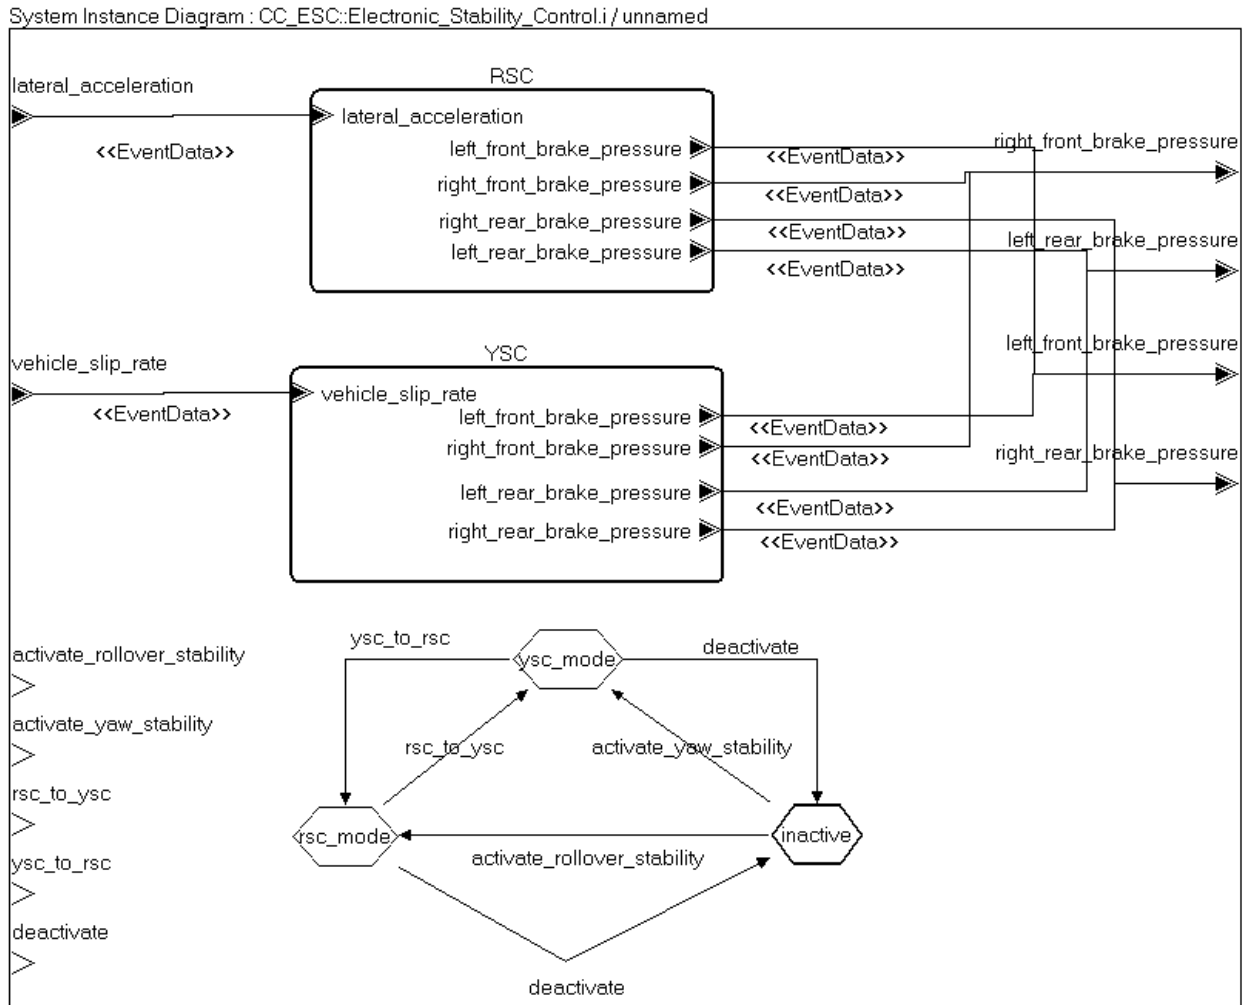 System Instance Diagram : CC_ESC::Electronic_Stability_Control.i / unnamed
RSC
lateral_acceleration
lateral_acceleration
<<EventData>>
left_front_brake_pressure
<<EventData>>
right_front_brake_pressure
right_front_brake_pressure
<<EventData>>
right_rear_brake_pressure
<<EventData>>
left_rear_brake_pressure
left_rear_brake_pressure
<<EventData>>
YSC
left_front_brake_pressure
vehicle_slip_rate
vehicle_slip_rate
<<EventData>>
left_front_brake_pressure
<<EventData>>
right_front_brake_pressure
<<EventData>>
right_rear_brake_pressure
left_rear_brake_pressure
<<EventData>>
right_rear_brake_pressure
<<EventData>>
activate_rollover_stability
activate_yaw_stability
rsc_to_ysc
ysc_to_rsc
deactivate
ysc_to_rsc
ysc_mode
deactivate
rsc_to_ysc
activate_yaw_stability
rsc_mode
inactive
activate_rollover_stability
deactivate